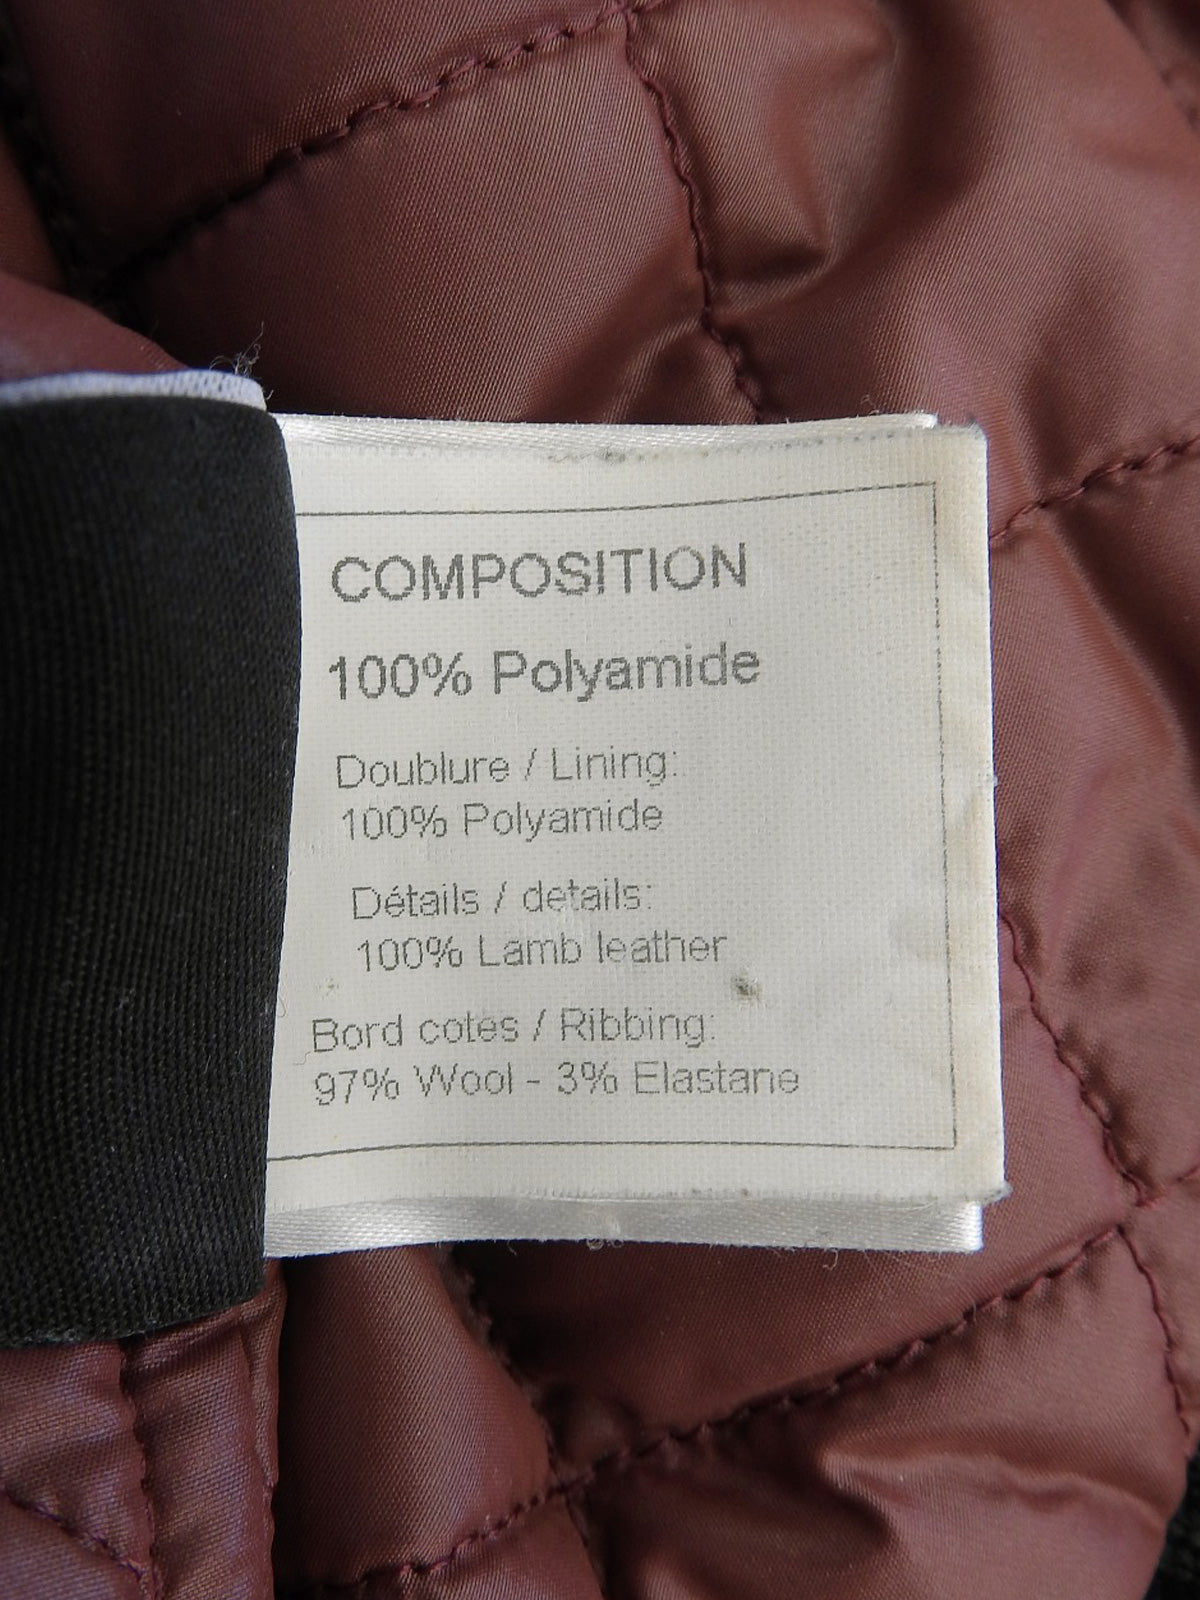 COMPOSITION
100% Polyamide
Doublure / Lining:
100% Polyamide
Détails / details:
100% Lamb leather
Bord cotes / Ribbing:
97% Wool - 3% Elastane